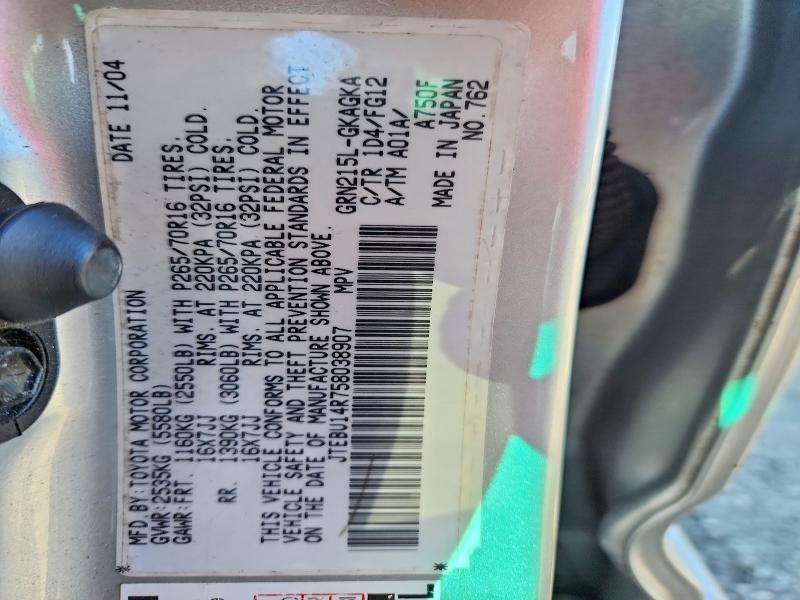 MFD. BY: TOYOTA MOTOR CORPORATION DATE 11/04
GVWR: 2535KG (5580LB)
GAWR: FRT. 1160KG (2550LB) WITH P265/70R16 TIRES,
16X7JJ RIMS, AT 220KPA (32PSI) COLD.
RR. 1390KG (3060LB) WITH P265/70R16 TIRES,
16X7JJ RIMS, AT 220KPA (32PSI) COLD.
THIS VEHICLE CONFORMS TO ALL APPLICABLE FEDERAL MOTOR
VEHICLE SAFETY AND THEFT PREVENTION STANDARDS IN EFFECT
ON THE DATE OF MANUFACTURE SHOWN ABOVE.
JTEBU14R758038907 MPV
GRN215L-GKAGKA
C/TR 1D4/FG12
A/TM A01A/
A750F
MADE IN JAPAN
NO. 762